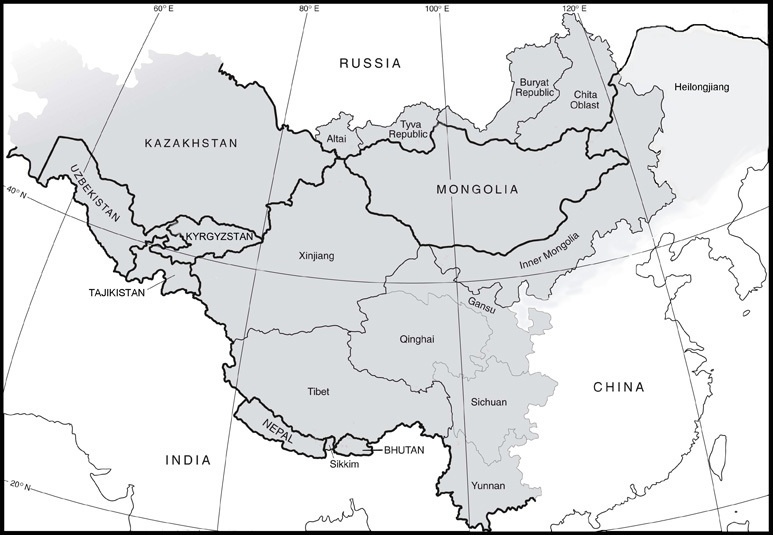 60° E
80° E
100° E
120° E
RUSSIA
Buryat
Republic
Chita
Oblast
Heilongjiang
Altai
Tyva
Republic
KAZAKHSTAN
MONGOLIA
UZBEKISTAN
40° N
KYRGYZSTAN
Xinjiang
Inner Mongolia
TAJIKISTAN
Gansu
Qinghai
Tibet
Sichuan
CHINA
NEPAL
BHUTAN
INDIA
Sikkim
Yunnan
20° N